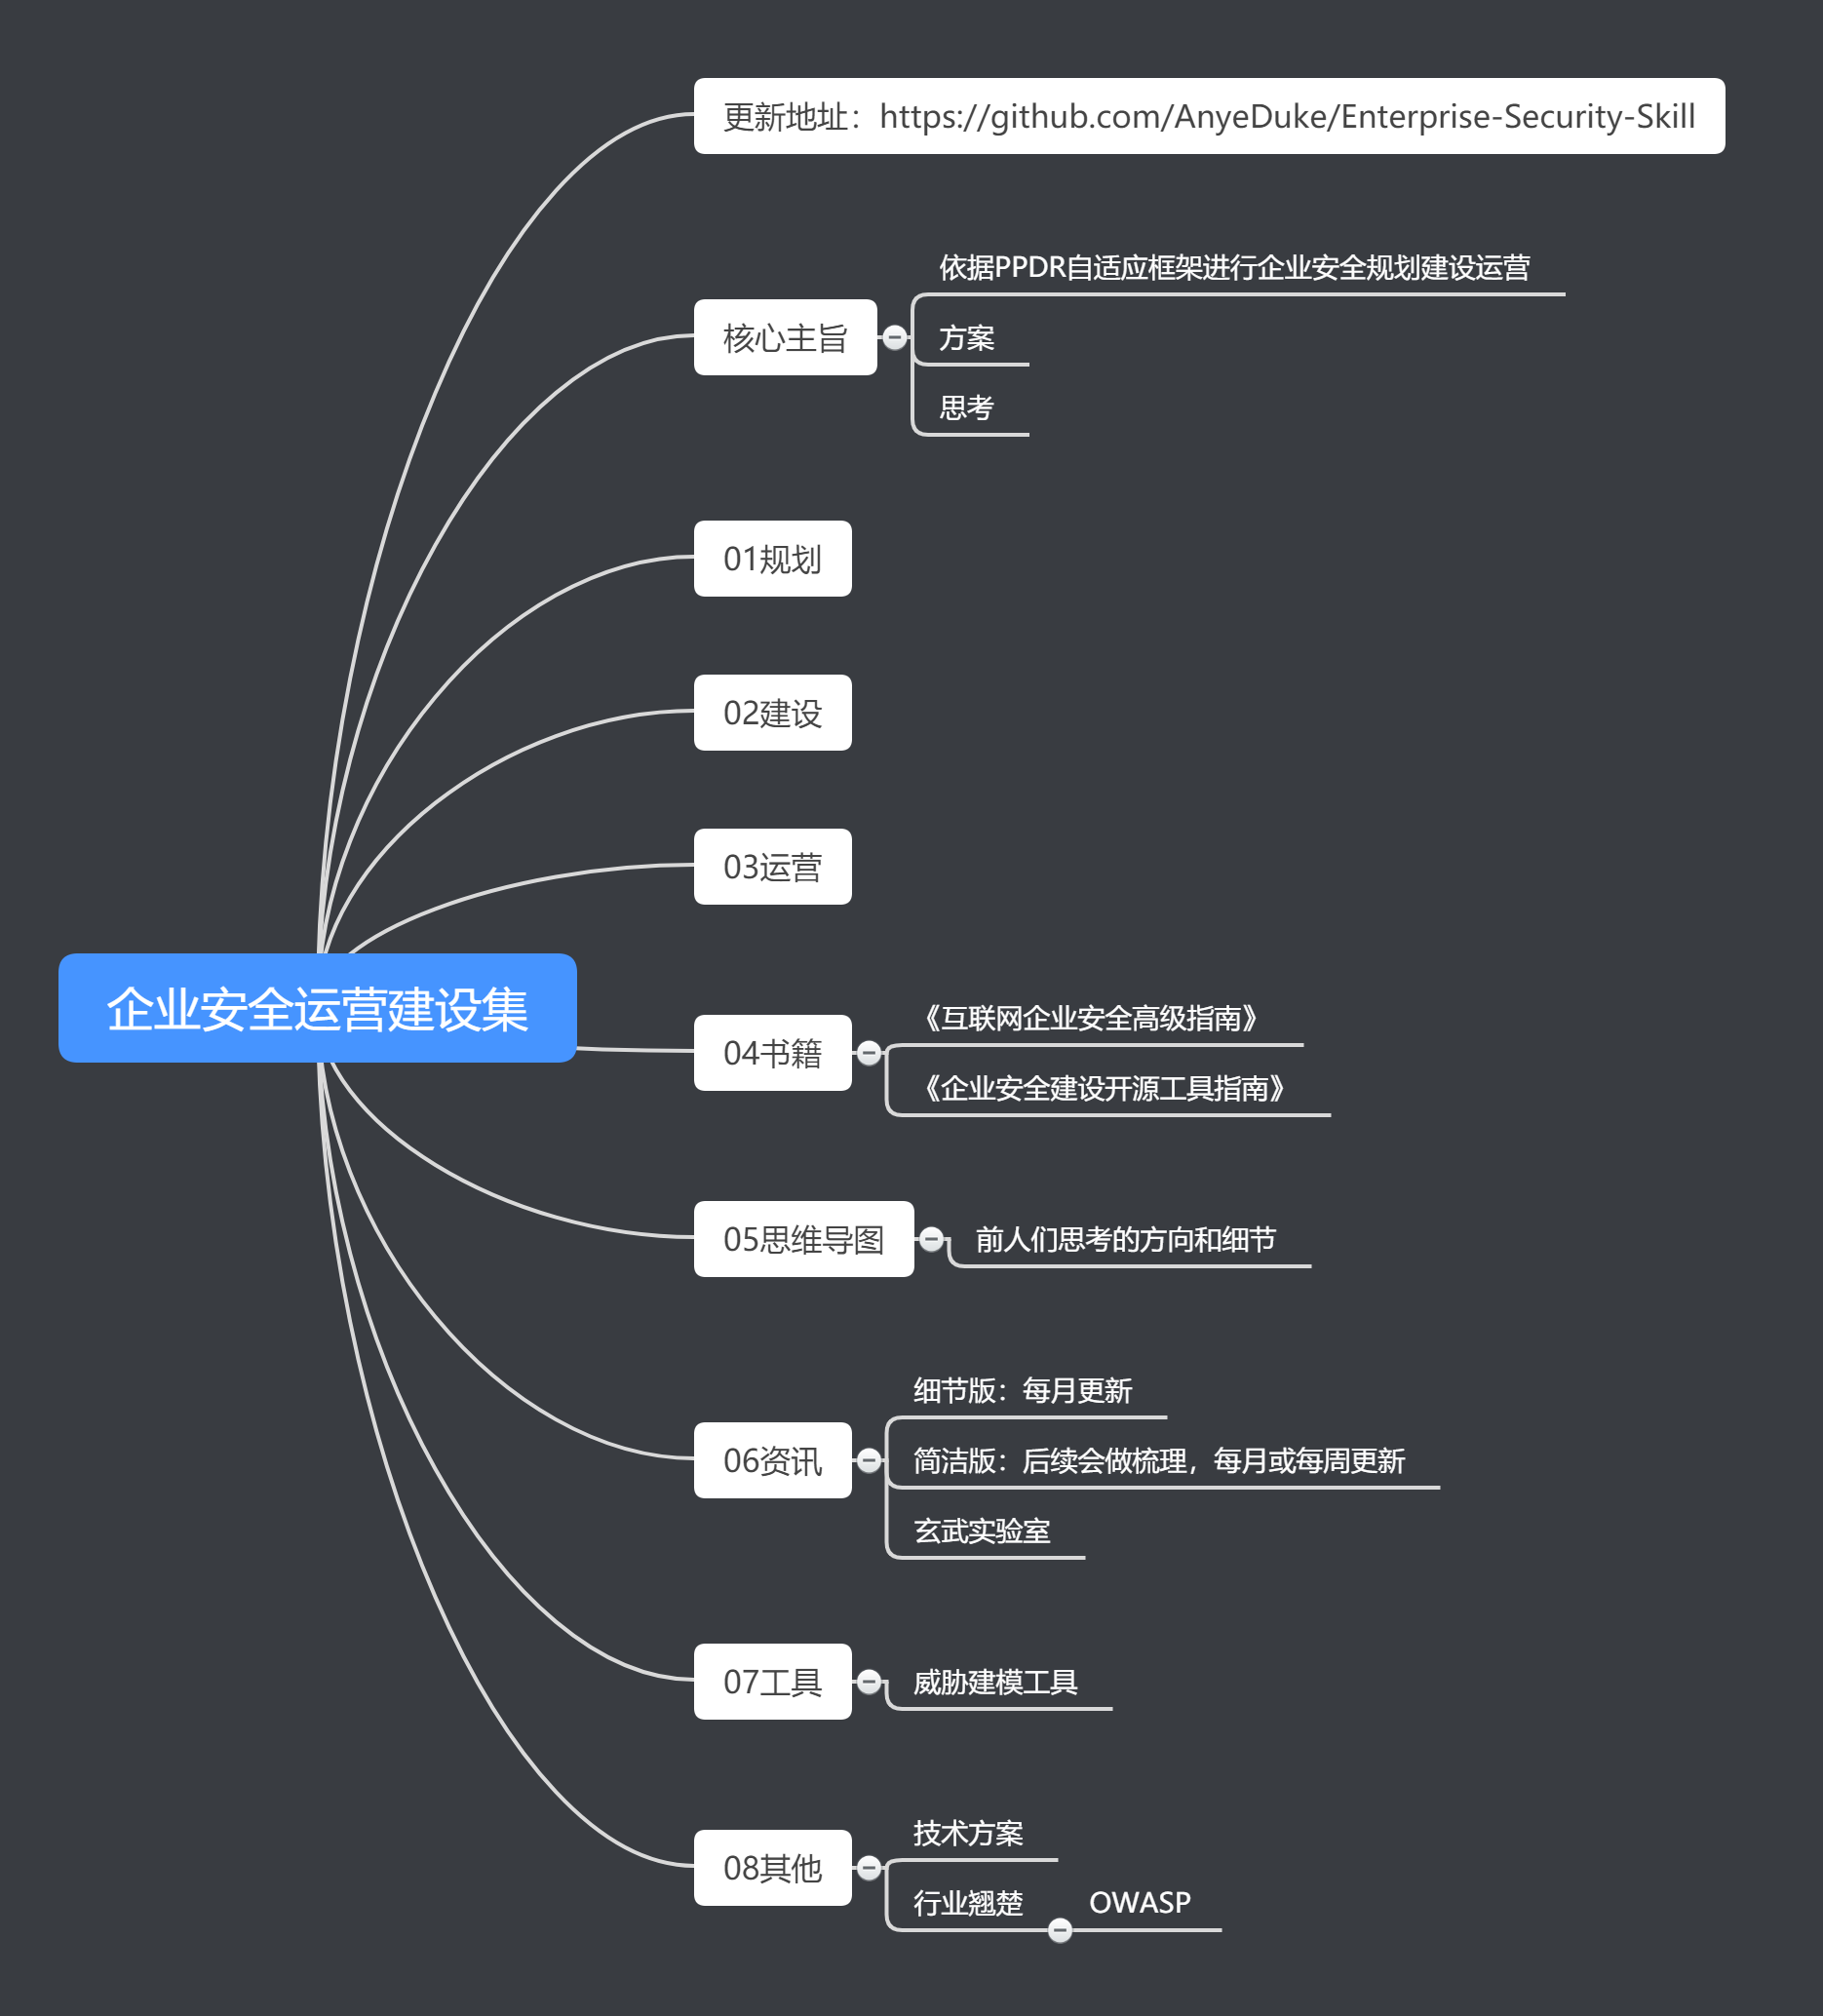 更新地址：https://github.com/AnyeDuke/Enterprise-Security-Skill
核心主旨
依据PPDR自适应框架进行企业安全规划建设运营
方案
思考
01规划
02建设
03运营
企业安全运营建设集
04书籍
《互联网企业安全高级指南》
《企业安全建设开源工具指南》
05思维导图
前人们思考的方向和细节
06资讯
细节版：每月更新
简洁版：后续会做梳理，每月或每周更新
玄武实验室
07工具
威胁建模工具
08其他
技术方案
行业翘楚
OWASP